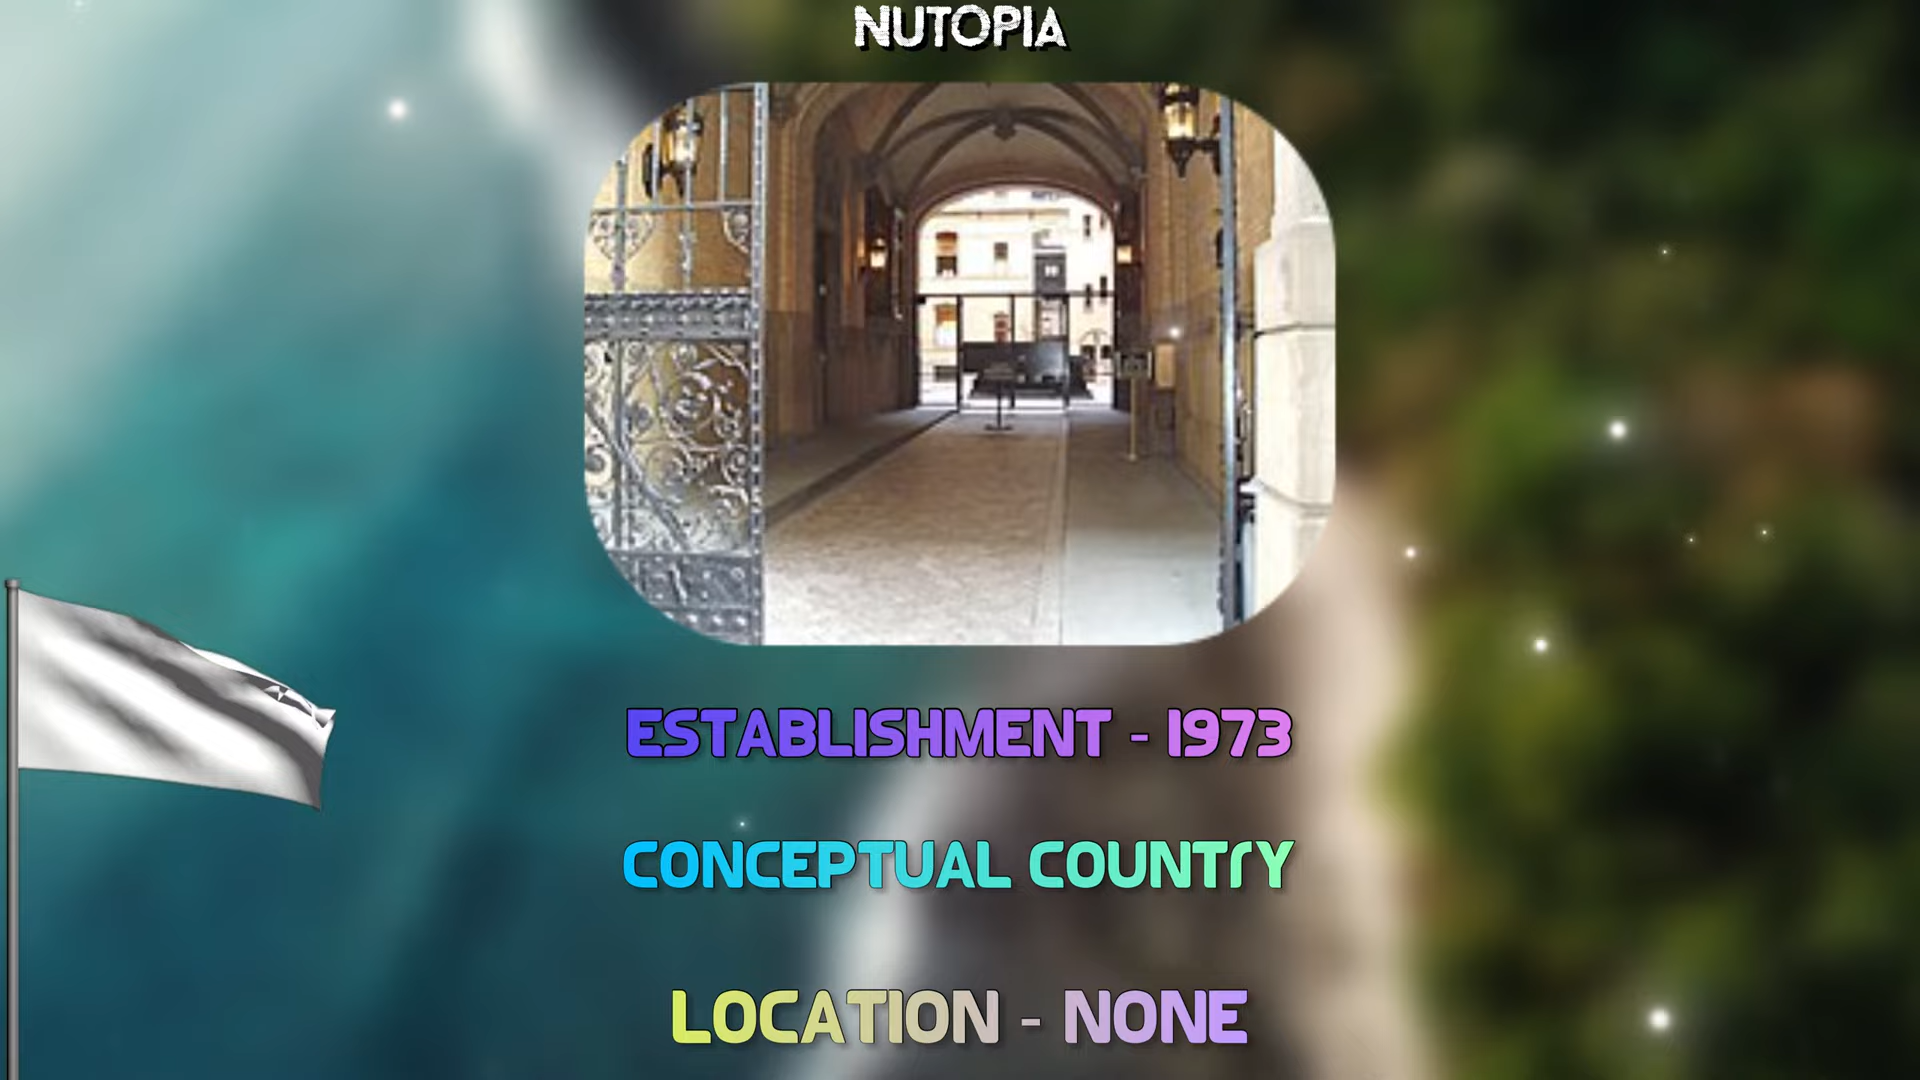 NUTOPIA
ESTABLISHMENT - 1973
CONCEPTUAL COUNTrY
LOCATION - NONE